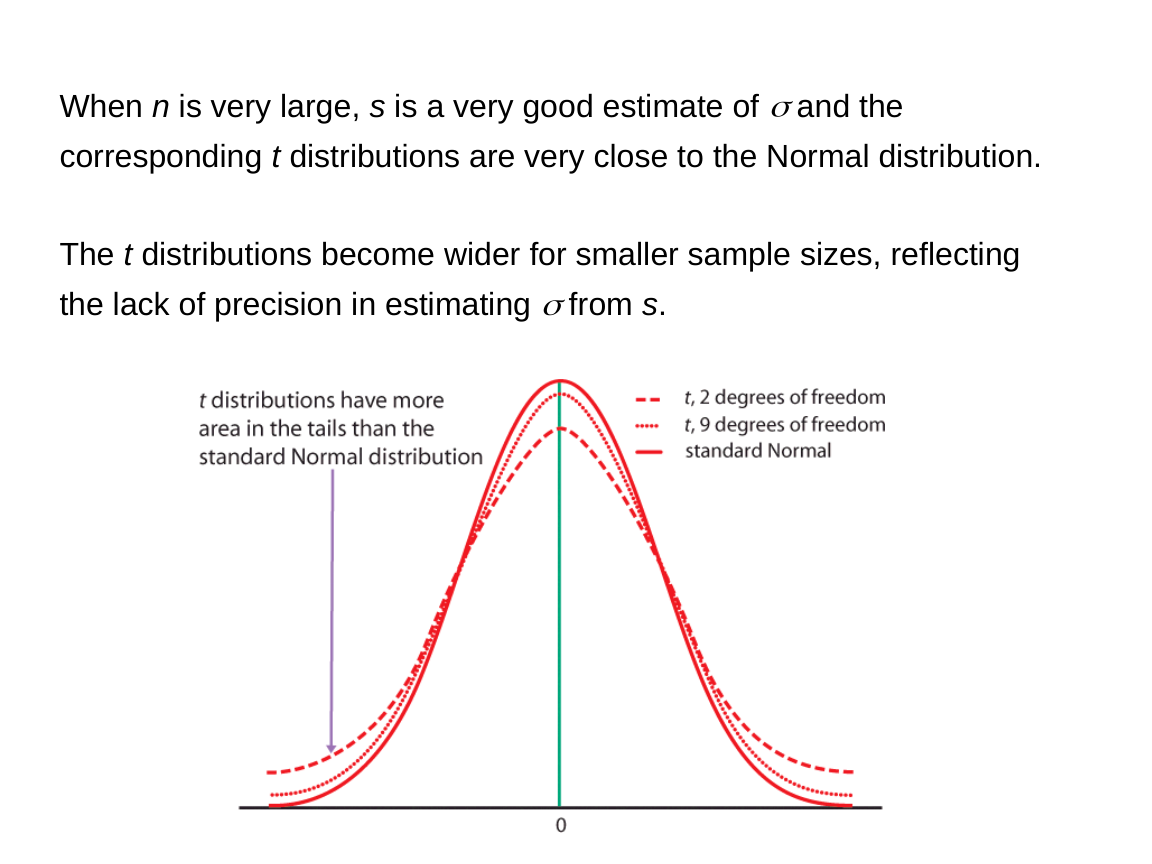 When n is very large, s is a very good estimate of σ and the
corresponding t distributions are very close to the Normal distribution.
The t distributions become wider for smaller sample sizes, reflecting
the lack of precision in estimating σ from s.
t distributions have more
area in the tails than the
standard Normal distribution
t, 2 degrees of freedom
t, 9 degrees of freedom
standard Normal
0